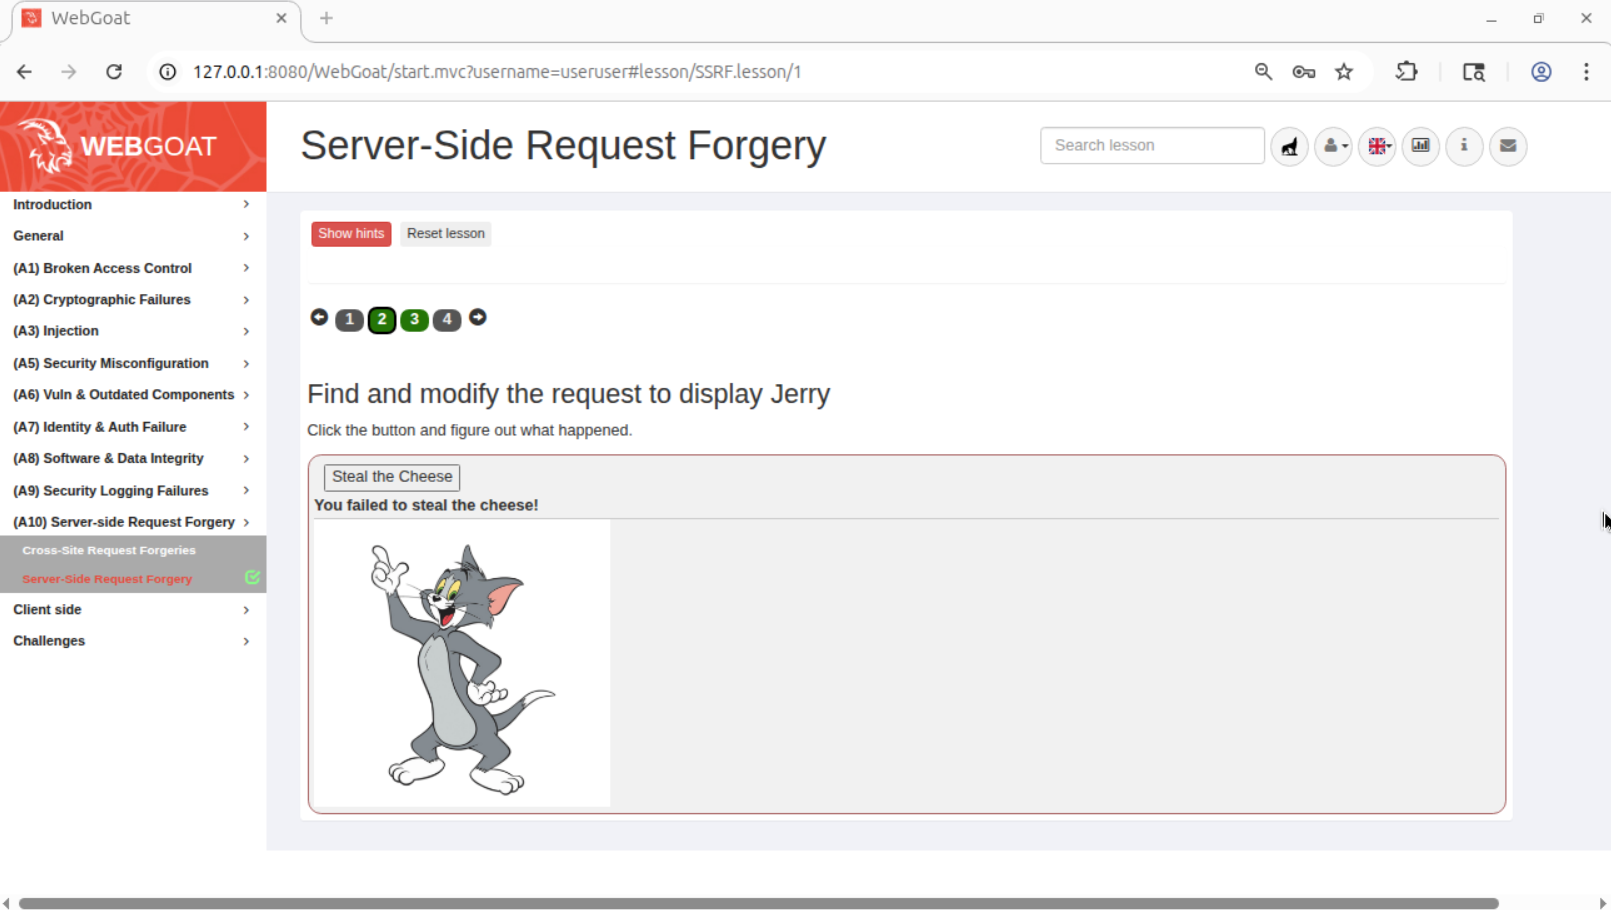 WebGoat
127.0.0.1:8080/WebGoat/start.mvc?username=useruser#lesson/SSRF.lesson/1
WEBGOAT
Server-Side Request Forgery
Search lesson
Introduction
General
(A1) Broken Access Control
(A2) Cryptographic Failures
(A3) Injection
(A5) Security Misconfiguration
(A6) Vuln & Outdated Components
(A7) Identity & Auth Failure
(A8) Software & Data Integrity
(A9) Security Logging Failures
(A10) Server-side Request Forgery
Cross-Site Request Forgeries
Server-Side Request Forgery
Client side
Challenges
Show hints
Reset lesson
1 2 3 4
Find and modify the request to display Jerry
Click the button and figure out what happened.
Steal the Cheese
You failed to steal the cheese!